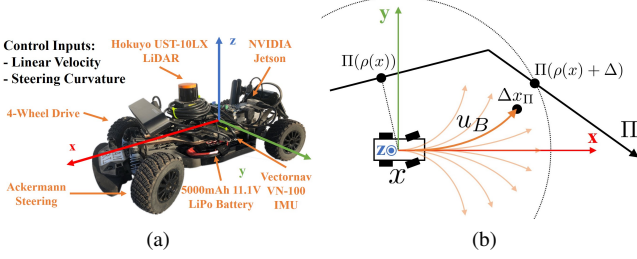 Control Inputs:
- Linear Velocity
- Steering Curvature
Hokuyo UST-10LX
LiDAR
z
NVIDIA
Jetson
4-Wheel Drive
x
y
Ackermann
Steering
5000mAh 11.1V
LiPo Battery
Vectornav
VN-100
IMU
(a)
y
Π(ρ(x))
Π(ρ(x) + Δ)
Δx_Π
u_B
Π
z
x
x
(b)